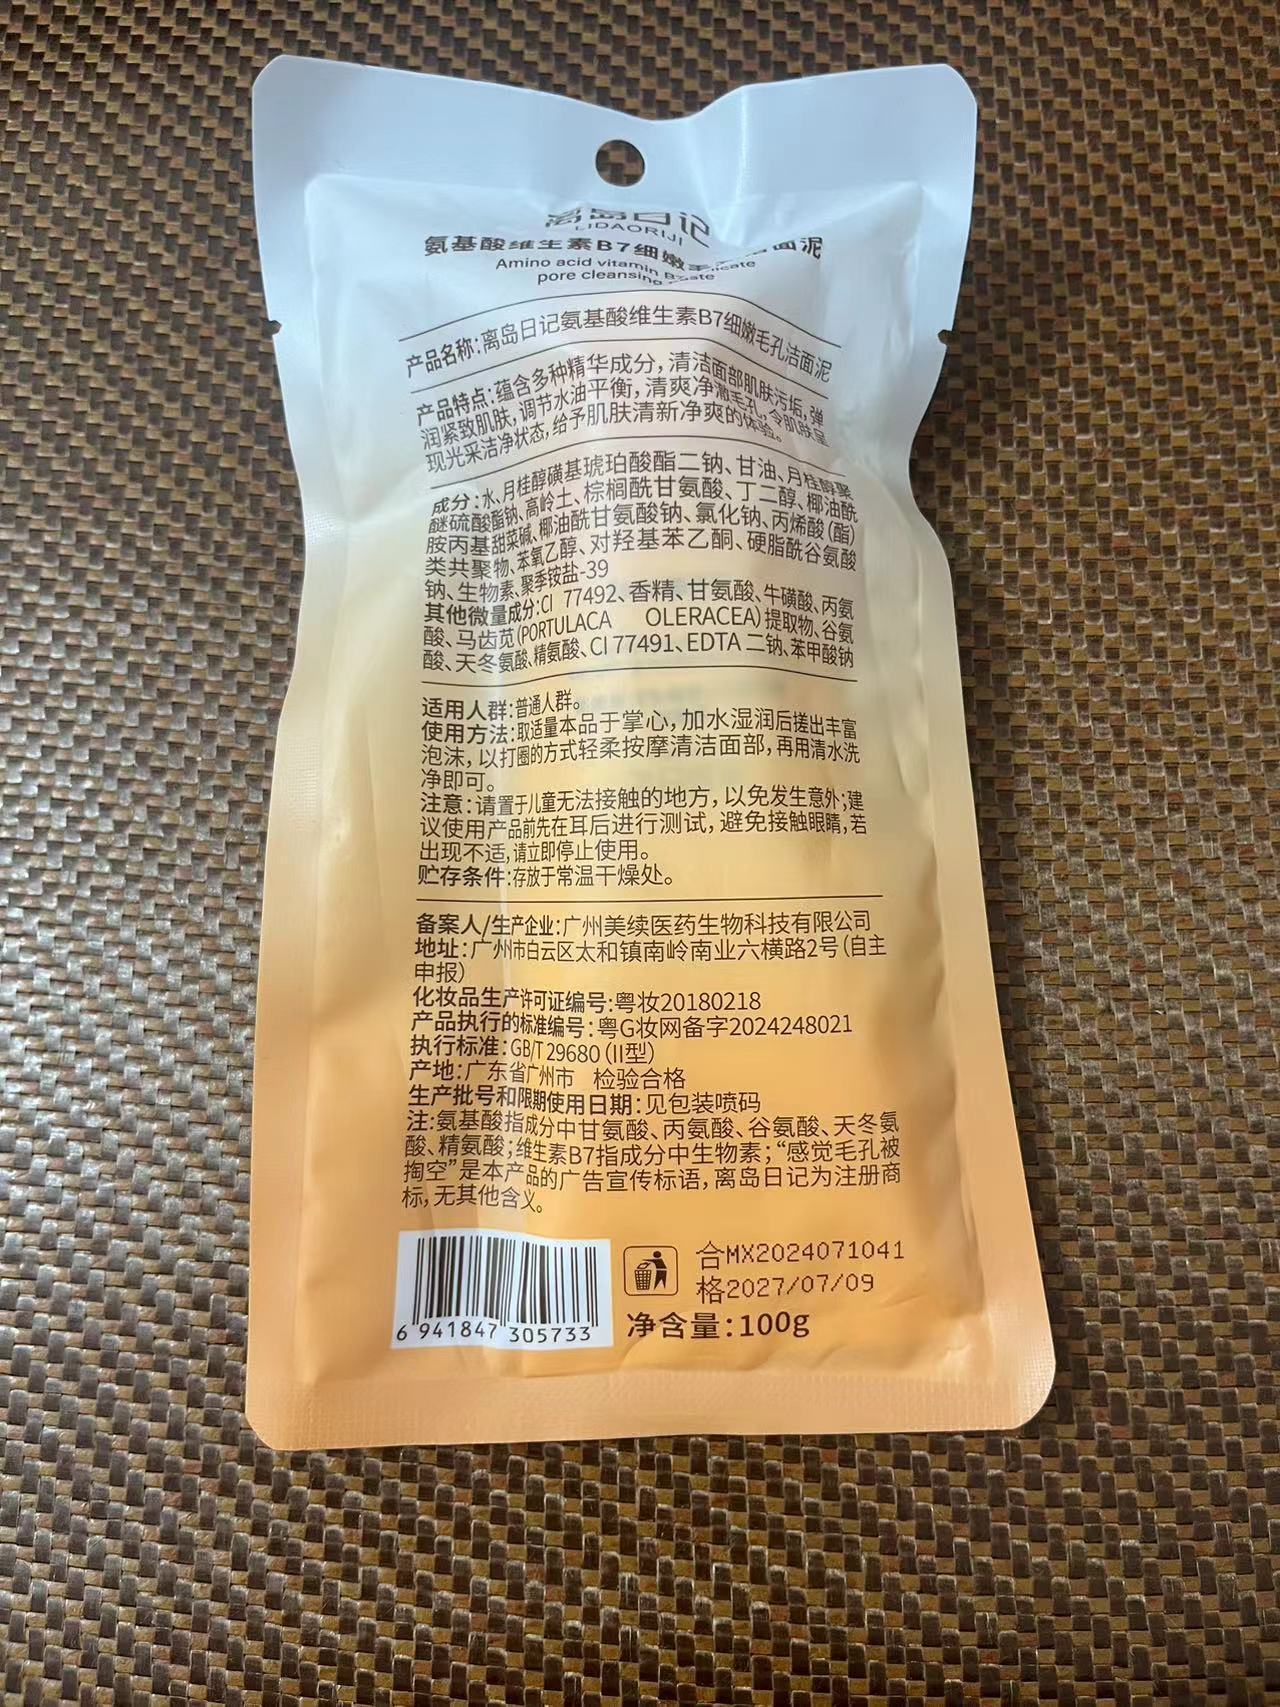 离岛日记
LIDAORIJI
氨基酸维生素B7细嫩毛 面泥
Amino acid vitamin
pore cleansing
产品名称:离岛日记氨基酸维生素B7细嫩毛孔洁面泥
产品特点:蕴含多种精华成分,清洁面部肌肤污垢,弹
润紧致肌肤,调节水油平衡,清爽净澈毛孔,令肌肤呈
现光采洁净状态,给予肌肤清新净爽的体验。
成分:水、月桂醇磺基琥珀酸酯二钠、甘油、月桂醇聚
醚硫酸酯钠、高岭土、棕榈酰甘氨酸、丁二醇、椰油酰
胺丙基甜菜碱、椰油酰甘氨酸钠、氯化钠、丙烯酸(酯)
类共聚物、苯氧乙醇、对羟基苯乙酮、硬脂酰谷氨酸
钠、生物素、聚季铵盐-39
其他微量成分:CI 77492、香精、甘氨酸、牛磺酸、丙氨
酸、马齿苋(PORTULACA OLERACEA)提取物、谷氨
酸、天冬氨酸、精氨酸、CI 77491、EDTA 二钠、苯甲酸钠
适用人群:普通人群。
使用方法:取适量本品于掌心,加水湿润后搓出丰富
泡沫,以打圈的方式轻柔按摩清洁面部,再用清水洗
净即可。
注意:请置于儿童无法接触的地方,以免发生意外;建
议使用产品前先在耳后进行测试,避免接触眼睛,若
出现不适,请立即停止使用。
贮存条件:存放于常温干燥处。
备案人/生产企业:广州美续医药生物科技有限公司
地址:广州市白云区太和镇南岭南业六横路2号(自主
申报)
化妆品生产许可证编号:粤妆20180218
产品执行的标准编号:粤G妆网备字2024248021
执行标准:GB/T 29680(II型)
产地:广东省广州市 检验合格
生产批号和限期使用日期:见包装喷码
注:氨基酸指成分中甘氨酸、丙氨酸、谷氨酸、天冬氨
酸、精氨酸;维生素B7指成分中生物素;“感觉毛孔被
掏空”是本产品的广告宣传标语,离岛日记为注册商
标,无其他含义。
合MX2024071041
格2027/07/09
净含量:100g
6 941847 305733